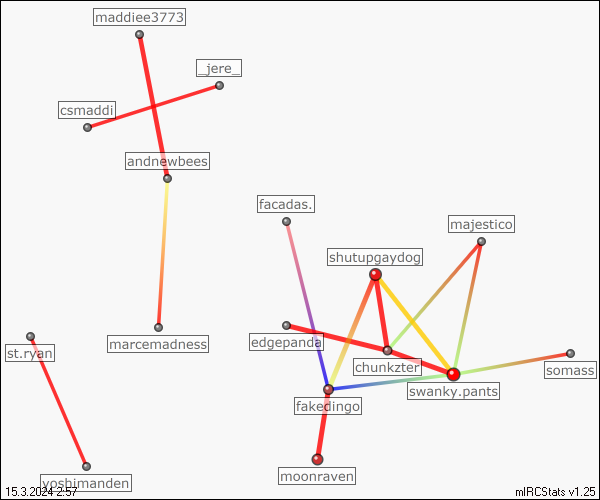 maddiee3773
_jere_
csmaddi
andnewbees
facadas.
majestico
shutupgaydog
edgepanda
marcemadness
st.ryan
chunkzter
somass
swanky.pants
fakedingo
moonraven
yoshimanden
15.3.2024 2:57
mIRCStats v1.25